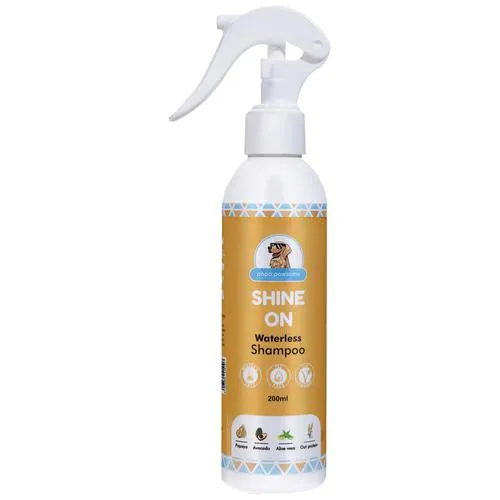 SHINE
ON
Waterless
Shampoo
200ml
Papaya Avocado Aloe vera Oat protein